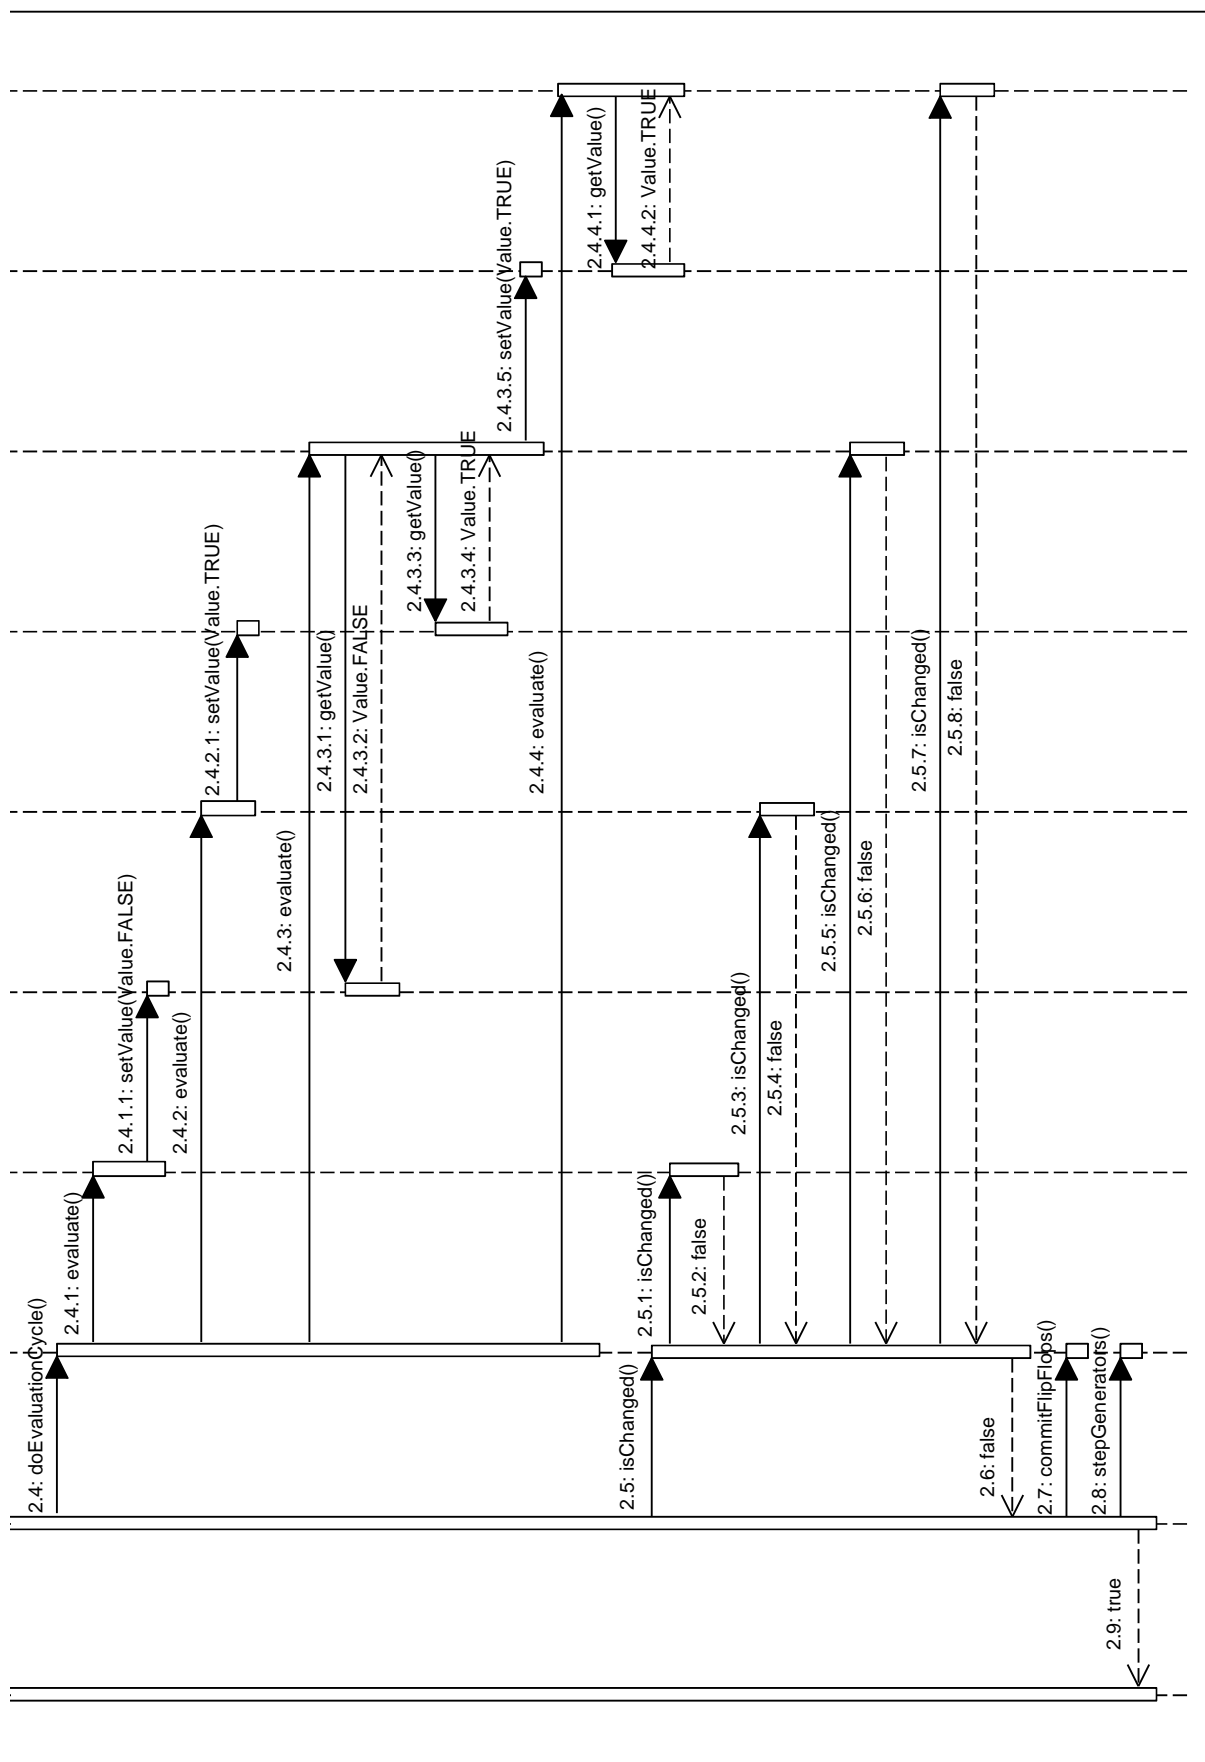 2.4: doEvaluationCycle()
2.4.1: evaluate()
2.4.1.1: setValue(Value.FALSE)
2.4.2: evaluate()
2.4.2.1: setValue(Value.TRUE)
2.4.3: evaluate()
2.4.3.1: getValue()
2.4.3.2: Value.FALSE
2.4.3.3: getValue()
2.4.3.4: Value.TRUE
2.4.3.5: setValue(Value.TRUE)
2.4.4: evaluate()
2.4.4.1: getValue()
2.4.4.2: Value.TRUE
2.5: isChanged()
2.5.1: isChanged()
2.5.2: false
2.5.3: isChanged()
2.5.4: false
2.5.5: isChanged()
2.5.6: false
2.5.7: isChanged()
2.5.8: false
2.6: false
2.7: commitFlipFlops()
2.8: stepGenerators()
2.9: true